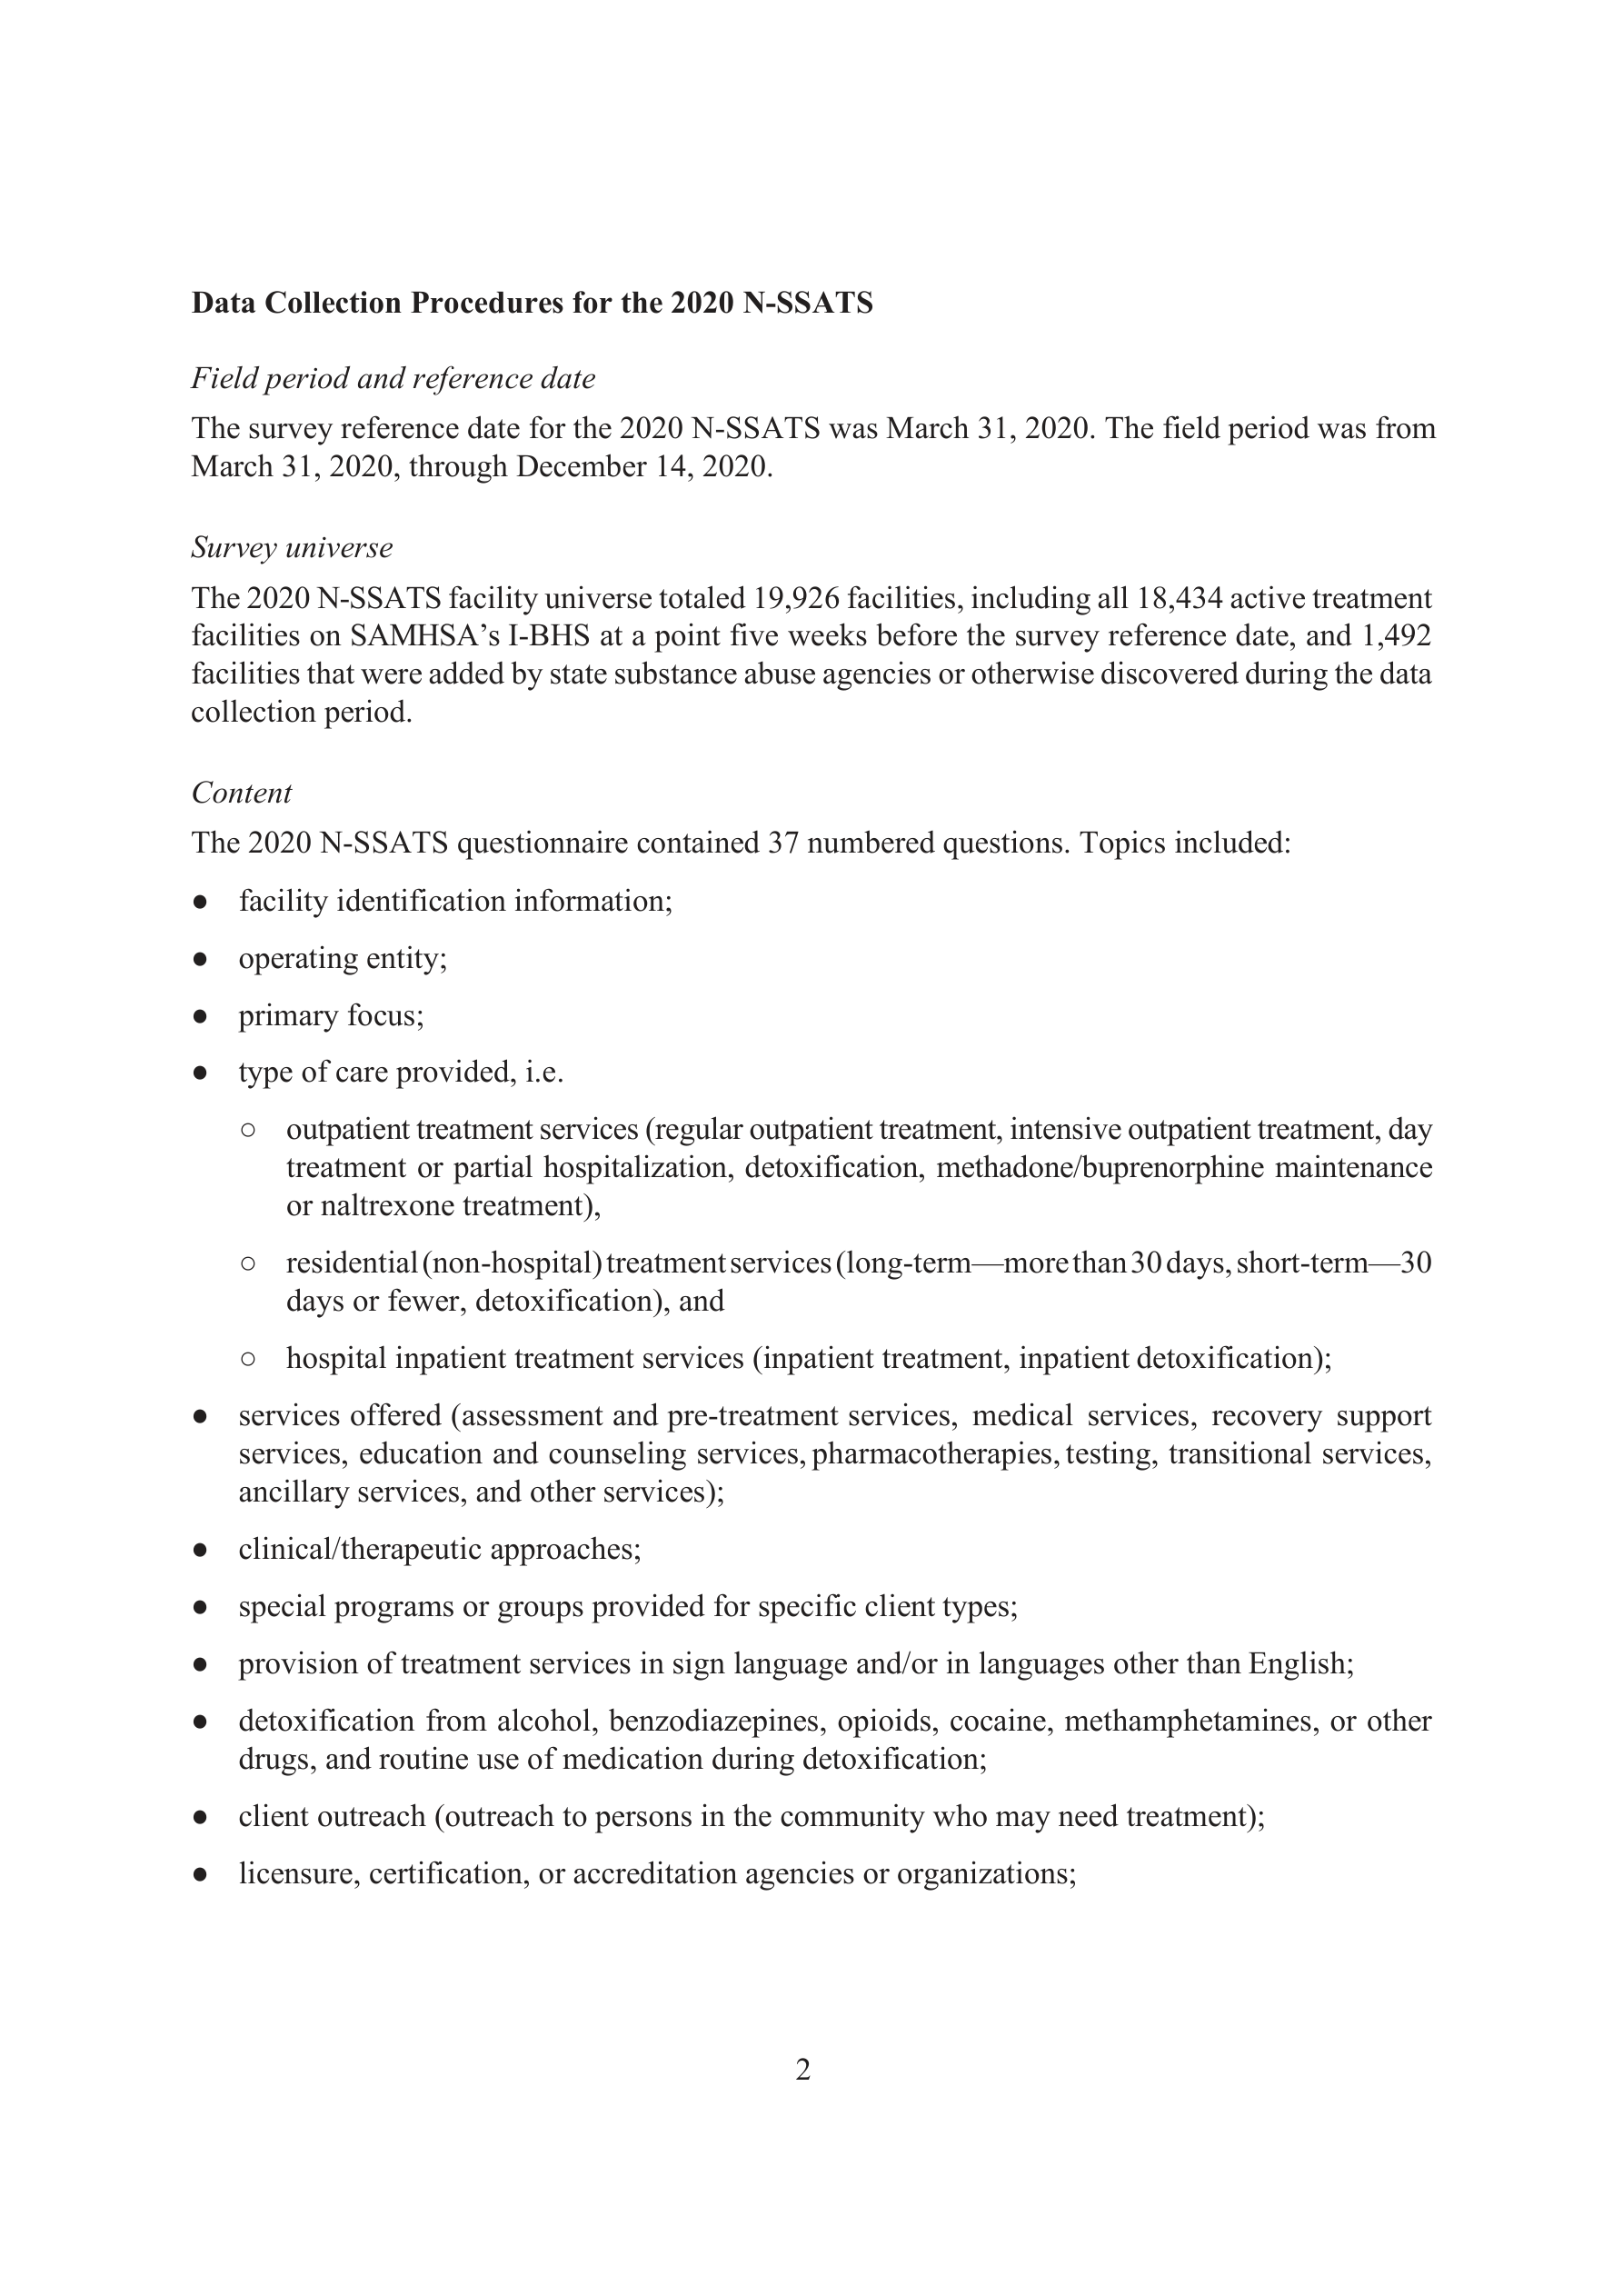 Data Collection Procedures for the 2020 N-SSATS
Field period and reference date
The survey reference date for the 2020 N-SSATS was March 31, 2020. The field period was from
March 31, 2020, through December 14, 2020.
Survey universe
The 2020 N-SSATS facility universe totaled 19,926 facilities, including all 18,434 active treatment
facilities on SAMHSA’s I-BHS at a point five weeks before the survey reference date, and 1,492
facilities that were added by state substance abuse agencies or otherwise discovered during the data
collection period.
Content
The 2020 N-SSATS questionnaire contained 37 numbered questions. Topics included:
● facility identification information;
● operating entity;
● primary focus;
● type of care provided, i.e.
○ outpatient treatment services (regular outpatient treatment, intensive outpatient treatment, day
treatment or partial hospitalization, detoxification, methadone/buprenorphine maintenance
or naltrexone treatment),
○ residential (non-hospital) treatment services (long-term—more than 30 days, short-term—30
days or fewer, detoxification), and
○ hospital inpatient treatment services (inpatient treatment, inpatient detoxification);
● services offered (assessment and pre-treatment services, medical services, recovery support
services, education and counseling services, pharmacotherapies, testing, transitional services,
ancillary services, and other services);
● clinical/therapeutic approaches;
● special programs or groups provided for specific client types;
● provision of treatment services in sign language and/or in languages other than English;
● detoxification from alcohol, benzodiazepines, opioids, cocaine, methamphetamines, or other
drugs, and routine use of medication during detoxification;
● client outreach (outreach to persons in the community who may need treatment);
● licensure, certification, or accreditation agencies or organizations;
2